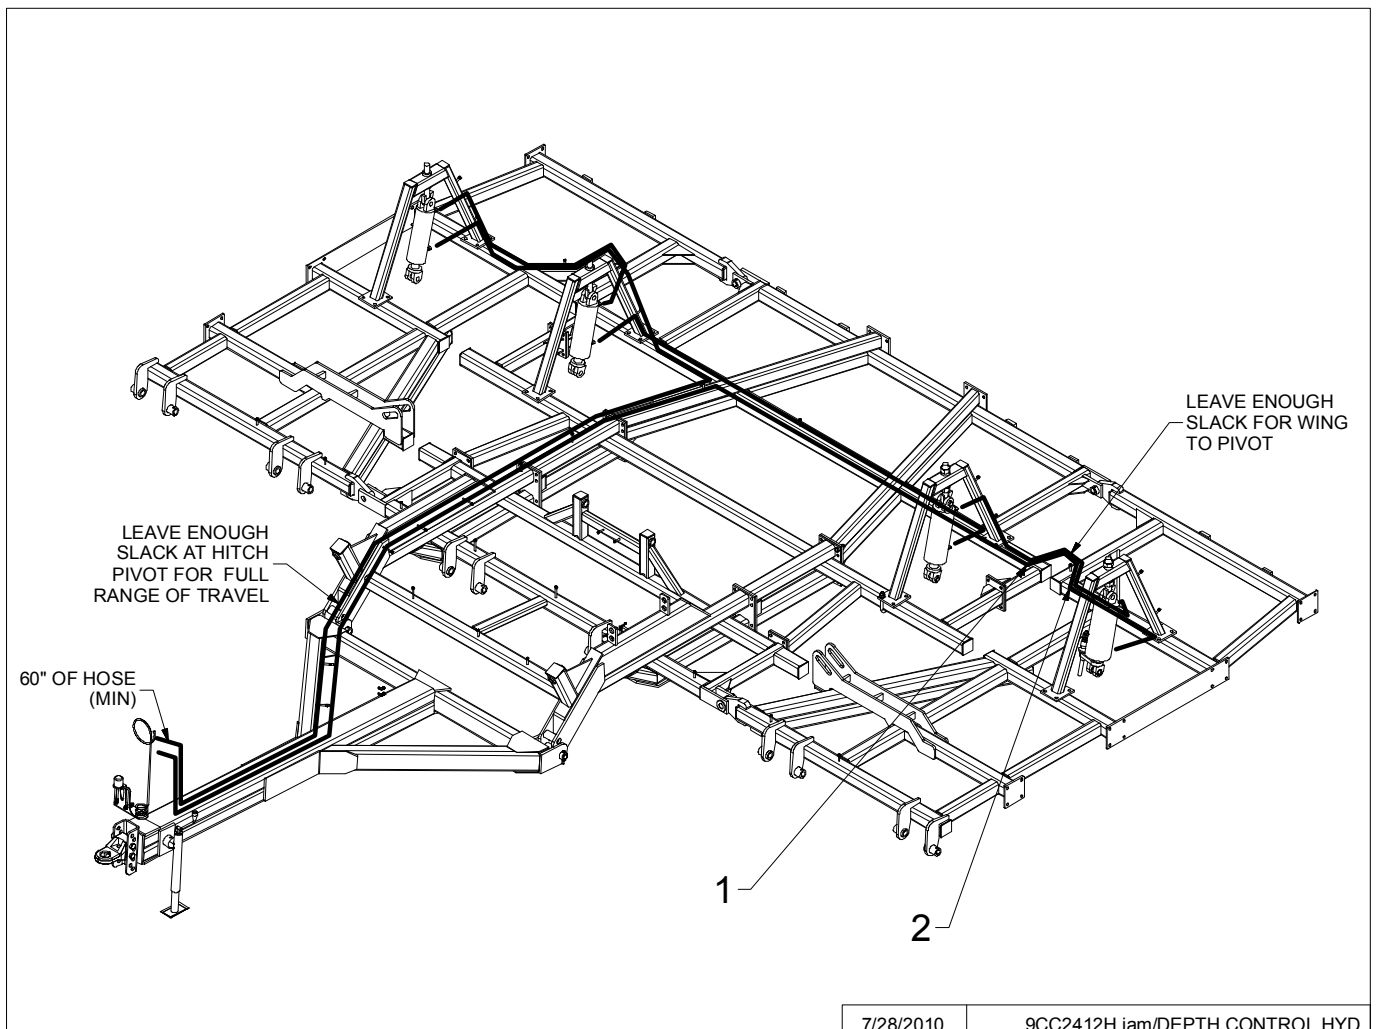 LEAVE ENOUGH
SLACK FOR WING
TO PIVOT
LEAVE ENOUGH
SLACK AT HITCH
PIVOT FOR FULL
RANGE OF TRAVEL
60" OF HOSE
(MIN)
1
2
7/28/2010
9CC2412H.iam/DEPTH CONTROL HYD